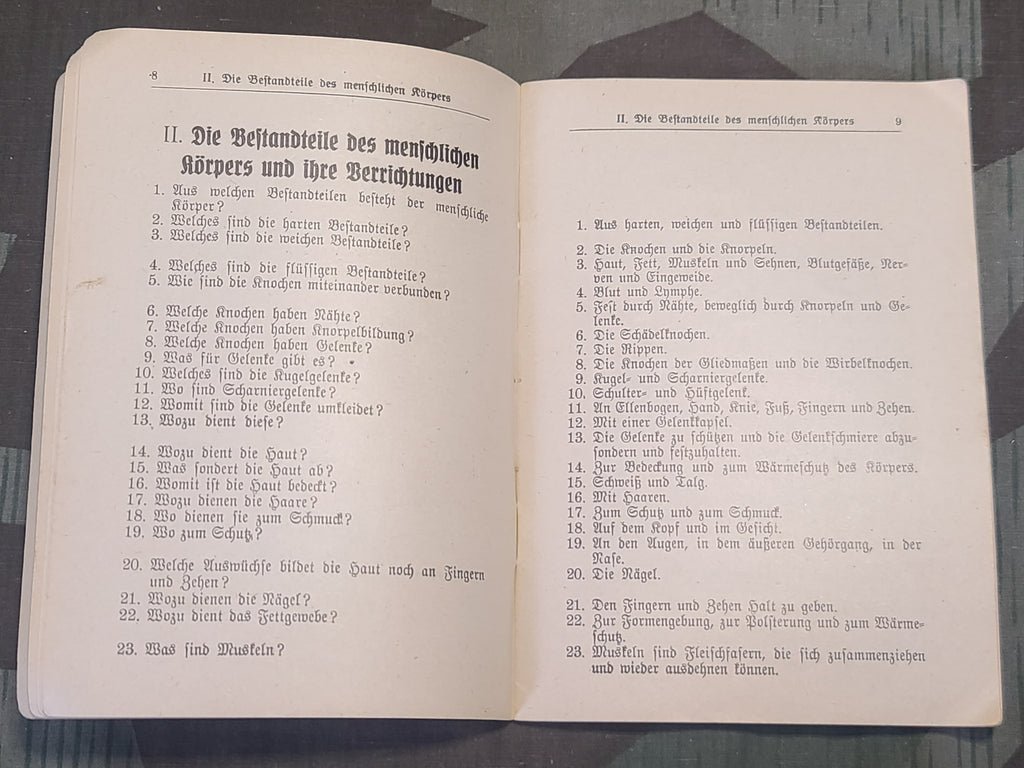 8 II. Die Bestandteile des menschlichen Körpers
II. Die Bestandteile des menschlichen
Körpers und ihre Verrichtungen
1. Aus welchen Bestandteilen besteht der menschliche
Körper?
2. Welches sind die harten Bestandteile?
3. Welches sind die weichen Bestandteile?
4. Welches sind die flüssigen Bestandteile?
5. Wie sind die Knochen miteinander verbunden?
6. Welche Knochen haben Nähte?
7. Welche Knochen haben Knorpelbildung?
8. Welche Knochen haben Gelenke?
9. Was für Gelenke gibt es?
10. Welches sind die Kugelgelenke?
11. Wo sind Scharniergelenke?
12. Womit sind die Gelenke umkleidet?
13. Wozu dient diese?
14. Wozu dient die Haut?
15. Was sondert die Haut ab?
16. Womit ist die Haut bedeckt?
17. Wozu dienen die Haare?
18. Wo dienen sie zum Schmuck?
19. Wo zum Schutz?
20. Welche Auswüchse bildet die Haut noch an Fingern
und Zehen?
21. Wozu dienen die Nägel?
22. Wozu dient das Fettgewebe?
23. Was sind Muskeln?
II. Die Bestandteile des menschlichen Körpers 9
1. Aus harten, weichen und flüssigen Bestandteilen.
2. Die Knochen und die Knorpeln.
3. Haut, Fett, Muskeln und Sehnen, Blutgefäße, Ner-
ven und Eingeweide.
4. Blut und Lymphe.
5. Fest durch Nähte, beweglich durch Knorpeln und Ge-
lenke.
6. Die Schädelknochen.
7. Die Rippen.
8. Die Knochen der Gliedmaßen und die Wirbelknochen.
9. Kugel- und Scharniergelenke.
10. Schulter- und Hüftgelenk.
11. An Ellenbogen, Hand, Knie, Fuß, Fingern und Zehen.
12. Mit einer Gelenkkapsel.
13. Die Gelenke zu schützen und die Gelenkschmiere abzu-
sondern und festzuhalten.
14. Zur Bedeckung und zum Wärmeschutz des Körpers.
15. Schweiß und Talg.
16. Mit Haaren.
17. Zum Schutz und zum Schmuck.
18. Auf dem Kopf und im Gesicht.
19. An den Augen, in dem äußeren Gehörgang, in der
Nase.
20. Die Nägel.
21. Den Fingern und Zehen Halt zu geben.
22. Zur Formengebung, zur Polsterung und zum Wärme-
schutz.
23. Muskeln sind Fleischfasern, die sich zusammenziehen
und wieder ausdehnen können.